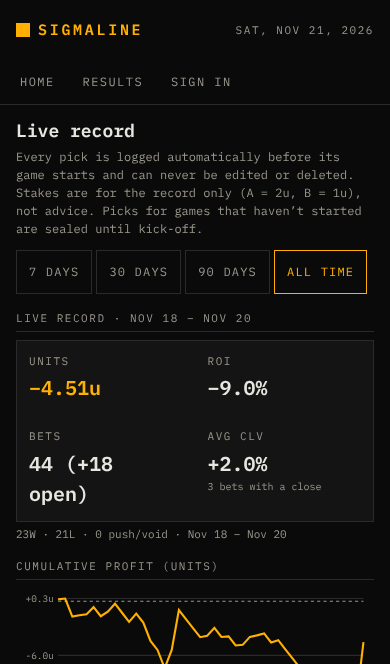 SIGMALINE
SAT, NOV 21, 2026
HOME RESULTS SIGN IN
Live record
Every pick is logged automatically before its
game starts and can never be edited or deleted.
Stakes are for the record only (A = 2u, B = 1u),
not advice. Picks for games that haven’t started
are sealed until kick-off.
7 DAYS 30 DAYS 90 DAYS ALL TIME
LIVE RECORD · NOV 18 – NOV 20
UNITS ROI
−4.51u −9.0%
BETS AVG CLV
44 (+18 +2.0%
open) 3 bets with a close
23W · 21L · 0 push/void · Nov 18 – Nov 20
CUMULATIVE PROFIT (UNITS)
+0.3u
-6.0u